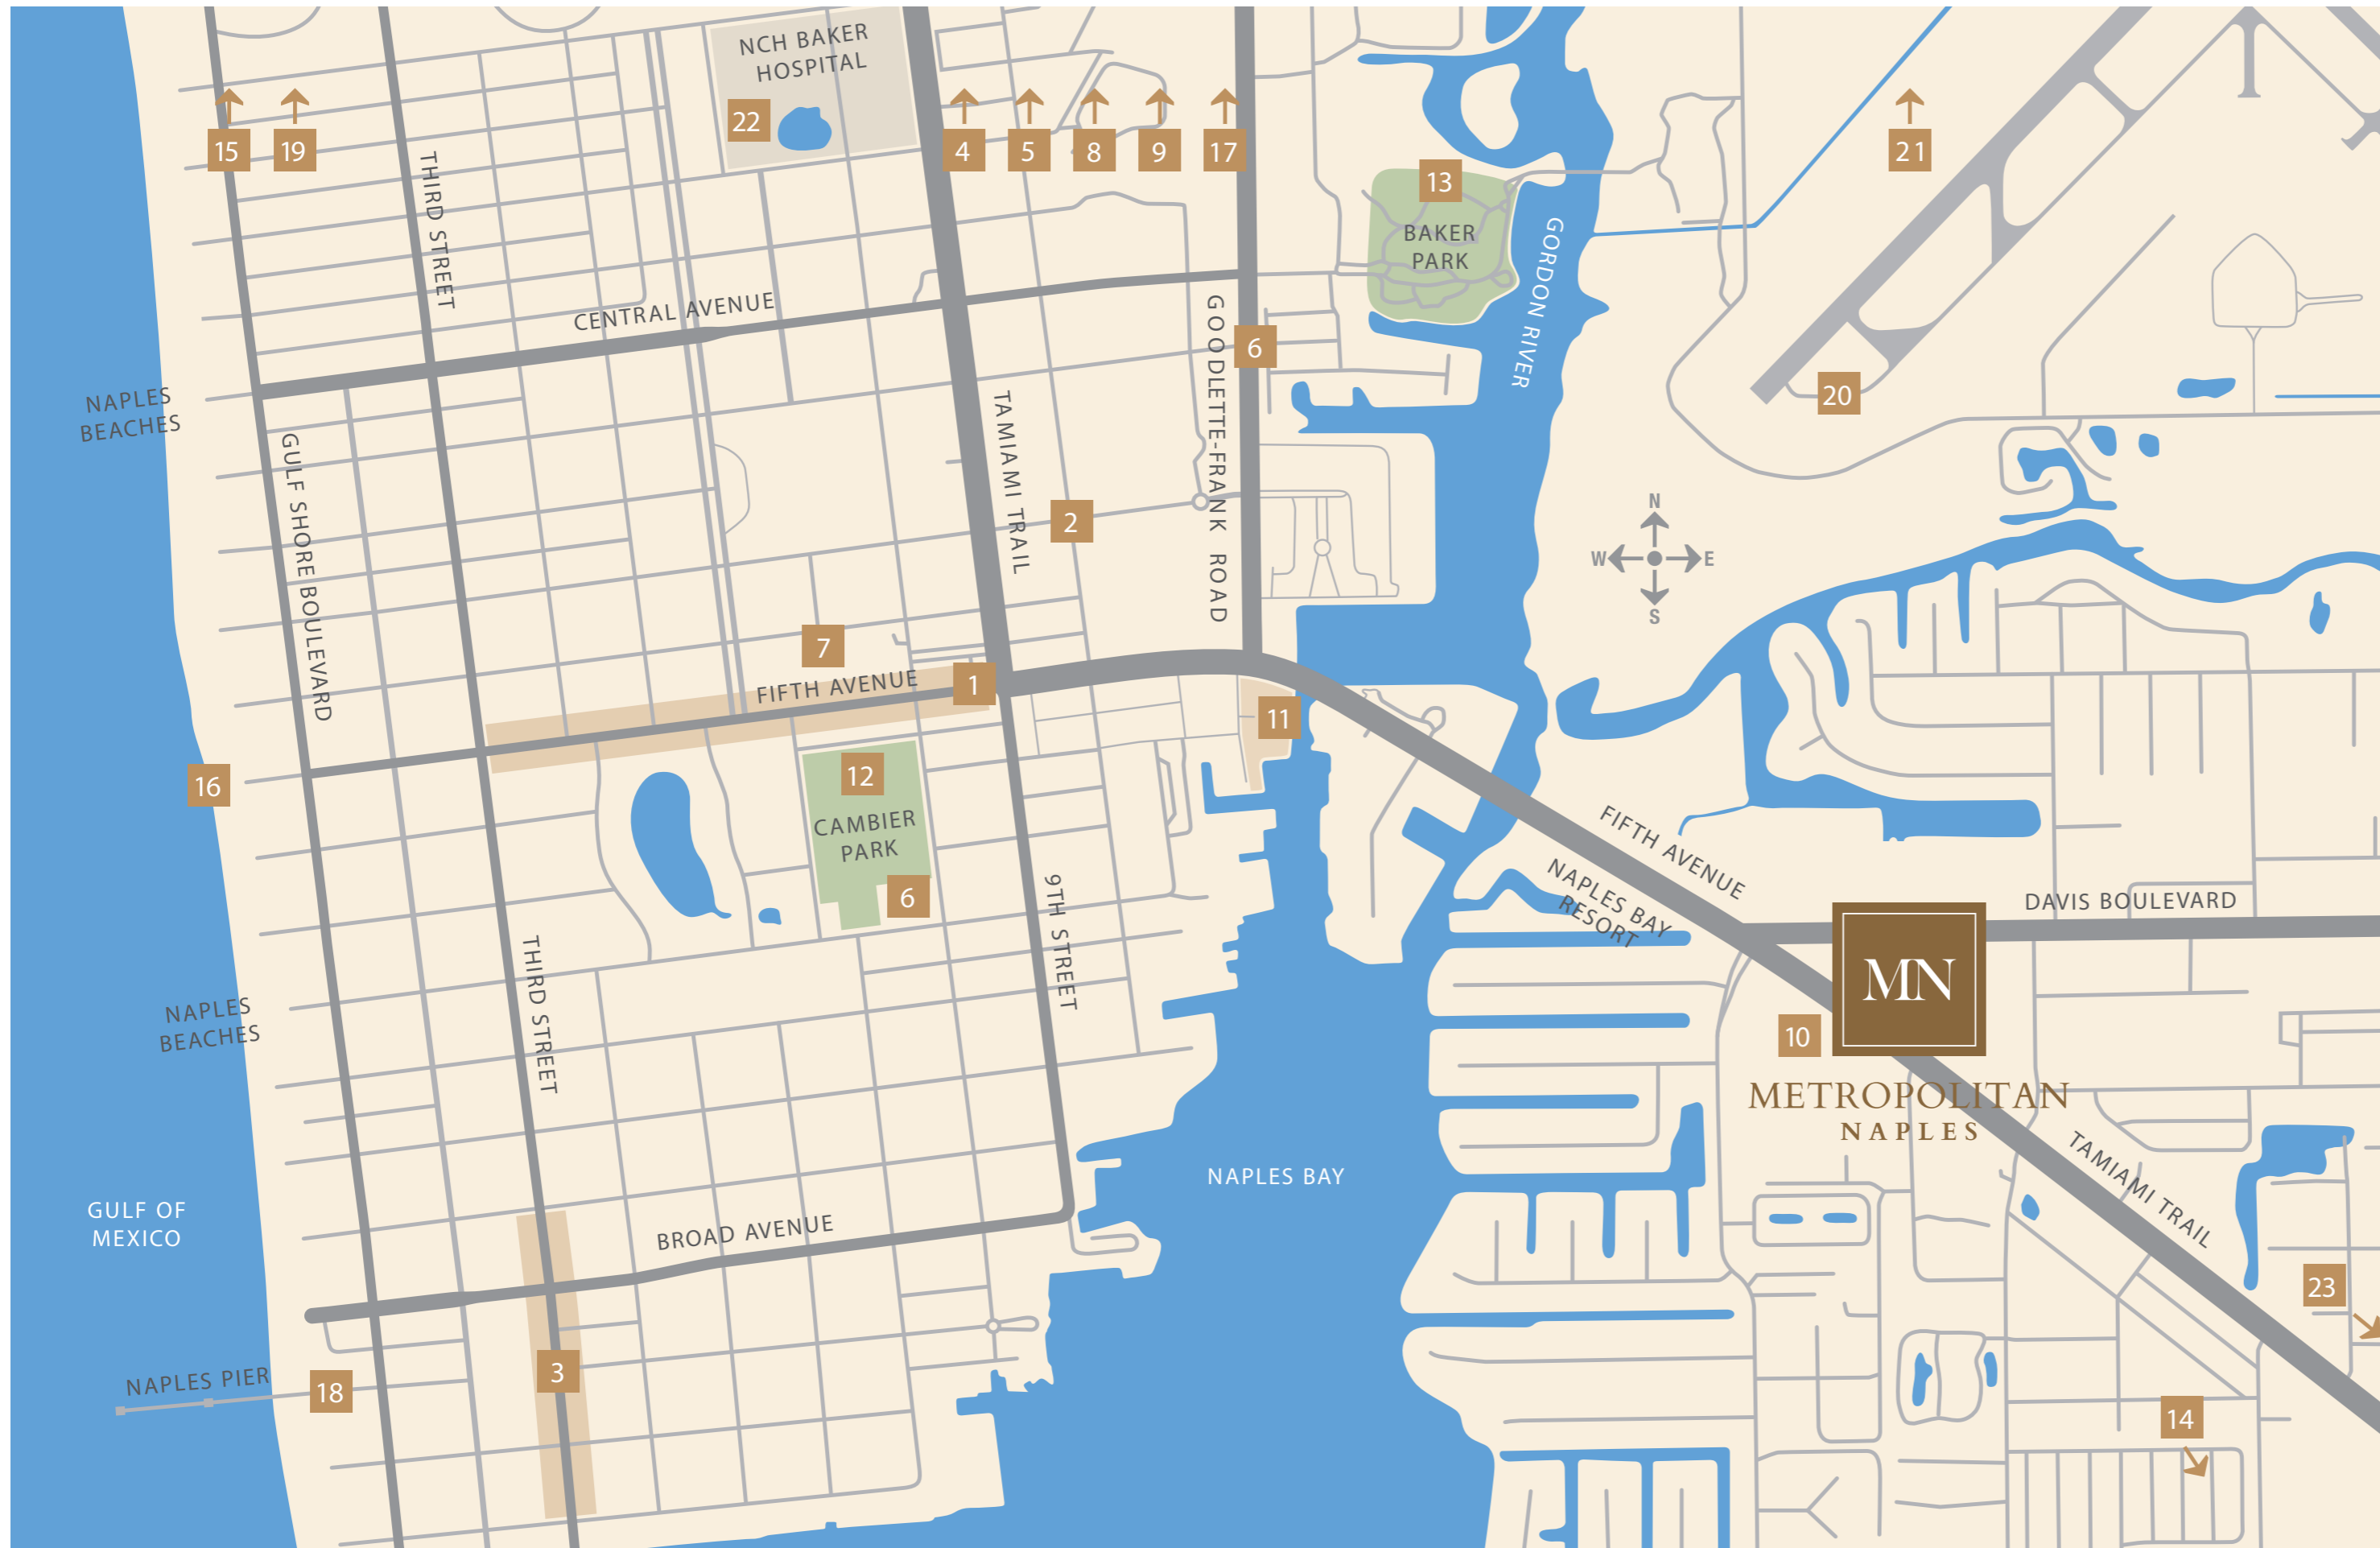 NCH BAKER
HOSPITAL
22
15
19
4
5
8
9
17
21
13
BAKER
PARK
THIRD STREET
GORDON RIVER
CENTRAL AVENUE
GOODLETTE-FRANK ROAD
6
20
NAPLES
BEACHES
GULF SHORE BOULEVARD
TAMIAMI TRAIL
2
N
W
E
S
7
FIFTH AVENUE
1
11
16
12
CAMBIER
PARK
6
FIFTH AVENUE
NAPLES BAY
RESORT
DAVIS BOULEVARD
9TH STREET
THIRD STREET
NAPLES
BEACHES
MN
10
METROPOLITAN
NAPLES
TAMIAMI TRAIL
NAPLES BAY
GULF OF
MEXICO
BROAD AVENUE
23
NAPLES PIER
18
3
14